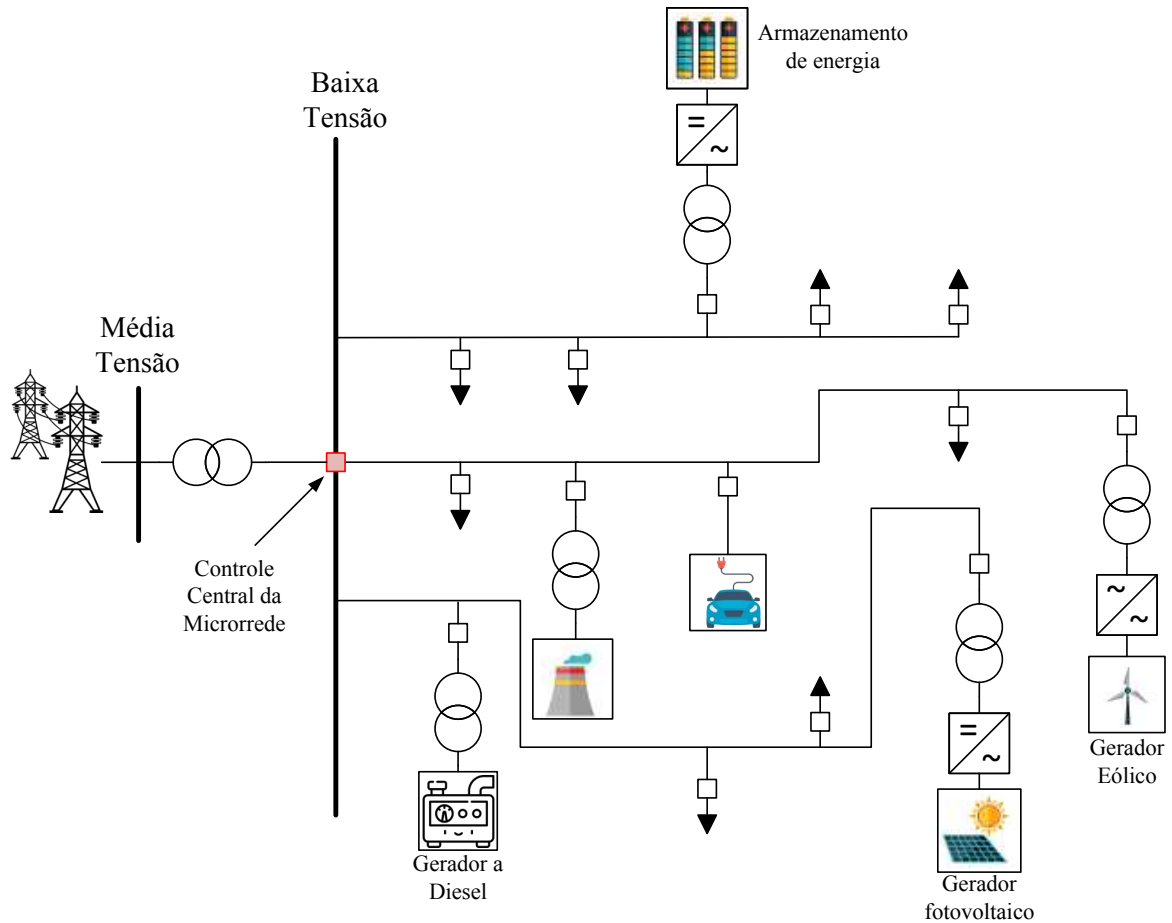 Armazenamento
de energia
Baixa
Tensão
Média
Tensão
Controle
Central da
Microrrede
Gerador
Eólico
Gerador a
Diesel
Gerador
fotovoltaico